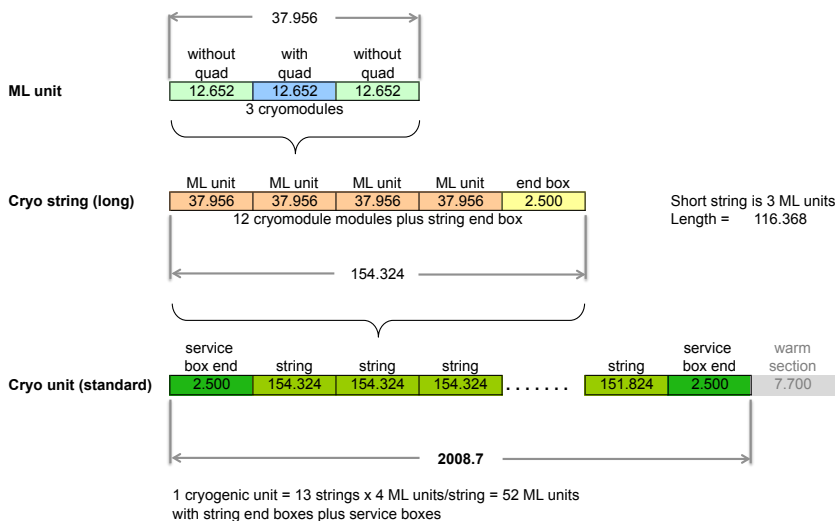 37.956
without with without
quad quad quad
ML unit 12.652 12.652 12.652
3 cryomodules
ML unit ML unit ML unit ML unit end box
Cryo string (long) 37.956 37.956 37.956 37.956 2.500 Short string is 3 ML units
12 cryomodule modules plus string end box Length = 116.368
154.324
service service warm
box end string string string string box end section
Cryo unit (standard) 2.500 154.324 154.324 154.324 ....... 151.824 2.500 7.700
2008.7
1 cryogenic unit = 13 strings x 4 ML units/string = 52 ML units
with string end boxes plus service boxes